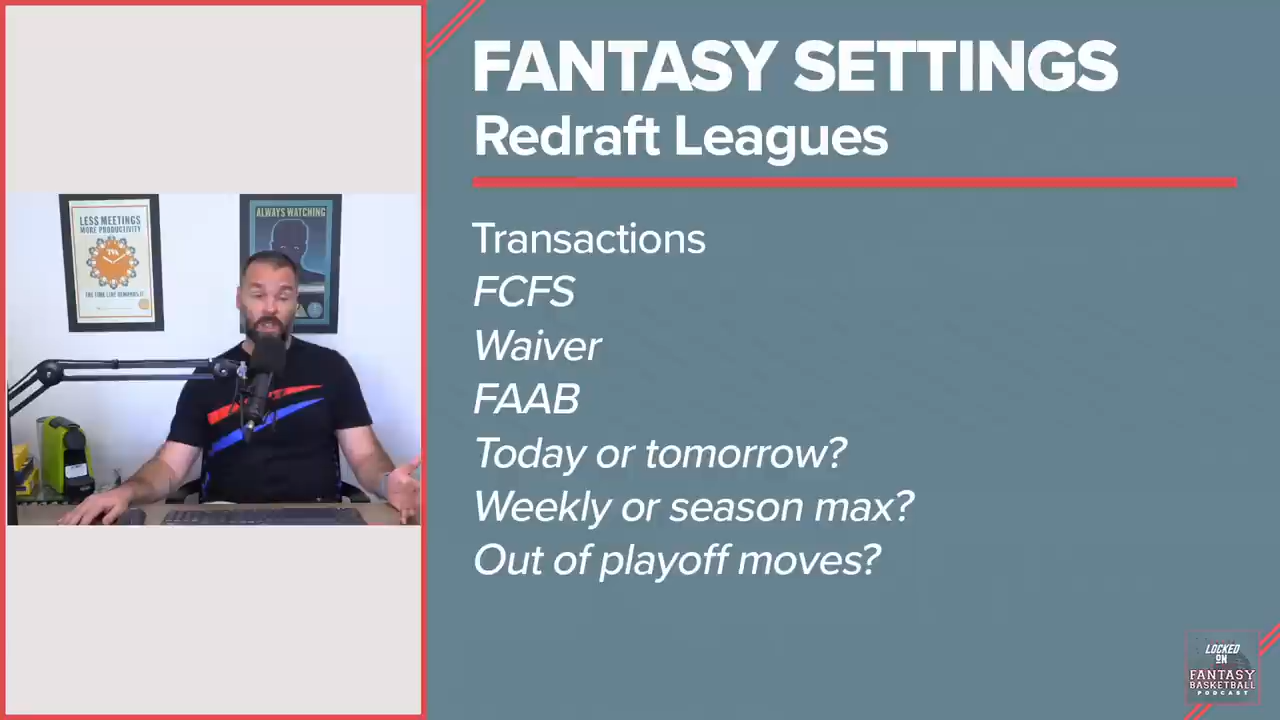 FANTASY SETTINGS
Redraft Leagues
Transactions
FCFS
Waiver
FAAB
Today or tomorrow?
Weekly or season max?
Out of playoff moves?
LESS MEETINGS
MORE PRODUCTIVITY
TVA
ALWAYS WATCHING
LOCKED
ON
FANTASY
BASKETBALL
PODCAST